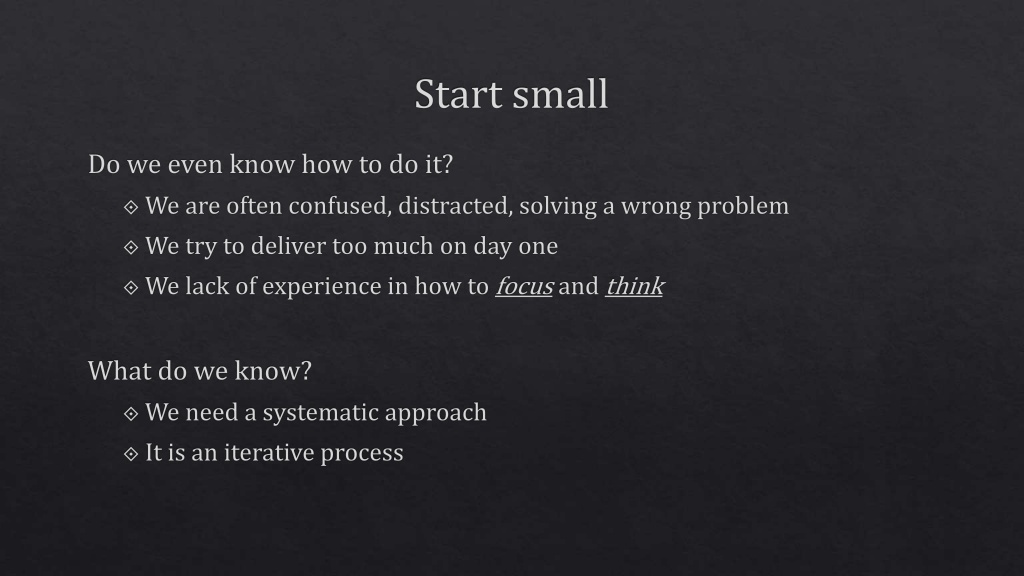 Start small
Do we even know how to do it?
We are often confused, distracted, solving a wrong problem
We try to deliver too much on day one
We lack of experience in how to focus and think
What do we know?
We need a systematic approach
It is an iterative process